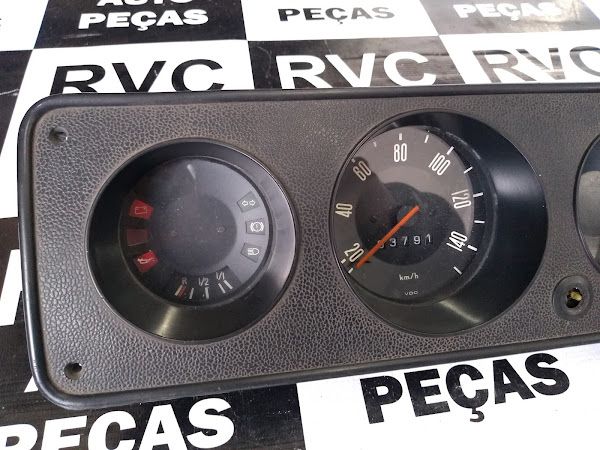 AUTO
PEÇAS
PEÇAS
RVC
RVC
RVC
20
40
60
80
100
120
140
3791
km/h
VDO
1/2
1/1
PEÇAS
PEÇAS